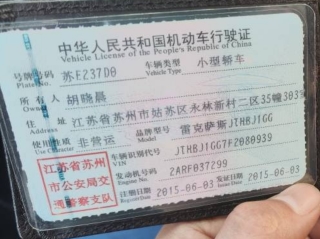 中华人民共和国机动车行驶证
Vehicle License of the People's Republic of China
号牌号码 苏E237D0 车辆类型 小型轿车
Plate No. Vehicle Type
所有人 胡晓晨
Owner
住址 江苏省苏州市姑苏区永林新村二区35幢303
Address
使用性质 非营运 品牌型号 雷克萨斯JTHBJ1GG
Use Character Model
江苏省苏州 车辆识别代号 JTHBJ1GG7F2080939
VIN
市公安局交 发动机号码 2ARF037299
Engine No.
通警察支队 注册日期 2015-06-03 发证日期 2015-06-03
Register Date Issue Date